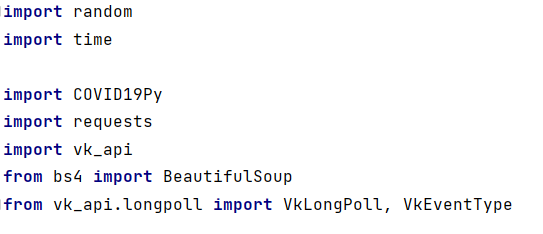 import random
import time
import COVID19Py
import requests
import vk_api
from bs4 import BeautifulSoup
from vk_api.longpoll import VkLongPoll, VkEventType